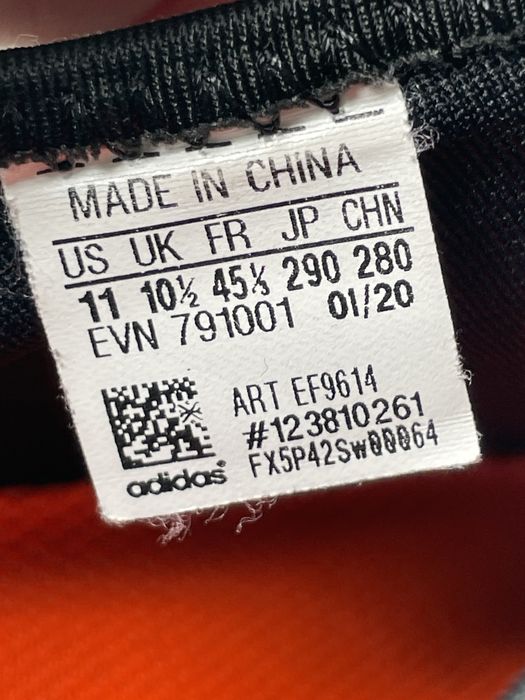 MADE IN CHINA
US UK FR JP CHN
11 10½ 45⅓ 290 280
EVN 791001 01/20
ART EF9614
#123810261
FX5P42SW00064
adidas